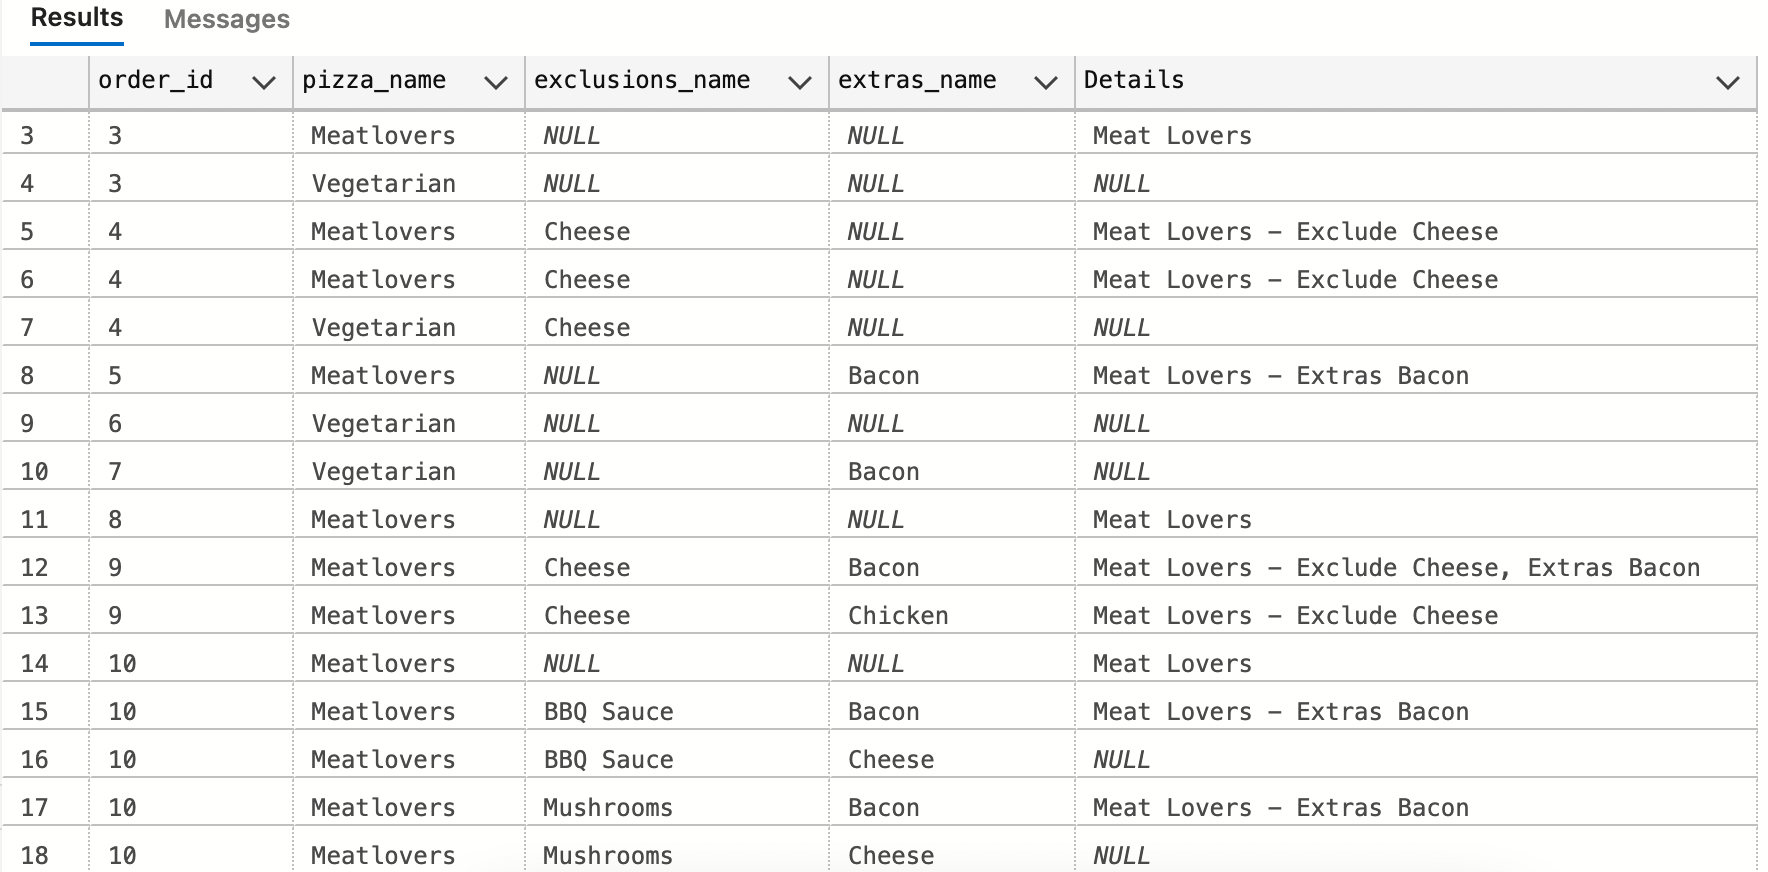 Results Messages
order_id pizza_name exclusions_name extras_name Details
3 3 Meatlovers NULL NULL Meat Lovers
4 3 Vegetarian NULL NULL NULL
5 4 Meatlovers Cheese NULL Meat Lovers – Exclude Cheese
6 4 Meatlovers Cheese NULL Meat Lovers – Exclude Cheese
7 4 Vegetarian Cheese NULL NULL
8 5 Meatlovers NULL Bacon Meat Lovers – Extras Bacon
9 6 Vegetarian NULL NULL NULL
10 7 Vegetarian NULL Bacon NULL
11 8 Meatlovers NULL NULL Meat Lovers
12 9 Meatlovers Cheese Bacon Meat Lovers – Exclude Cheese, Extras Bacon
13 9 Meatlovers Cheese Chicken Meat Lovers – Exclude Cheese
14 10 Meatlovers NULL NULL Meat Lovers
15 10 Meatlovers BBQ Sauce Bacon Meat Lovers – Extras Bacon
16 10 Meatlovers BBQ Sauce Cheese NULL
17 10 Meatlovers Mushrooms Bacon Meat Lovers – Extras Bacon
18 10 Meatlovers Mushrooms Cheese NULL